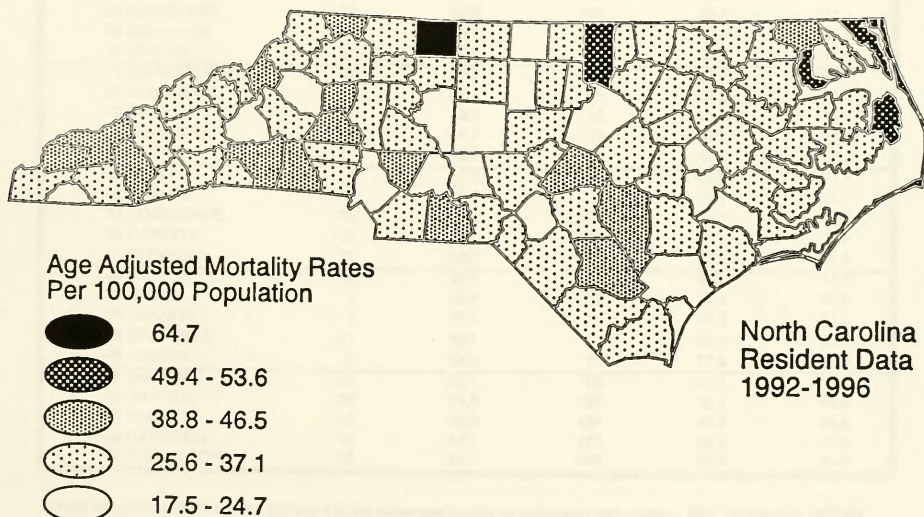 Age Adjusted Mortality Rates
Per 100,000 Population
64.7
49.4 - 53.6
38.8 - 46.5
25.6 - 37.1
17.5 - 24.7
North Carolina
Resident Data
1992-1996